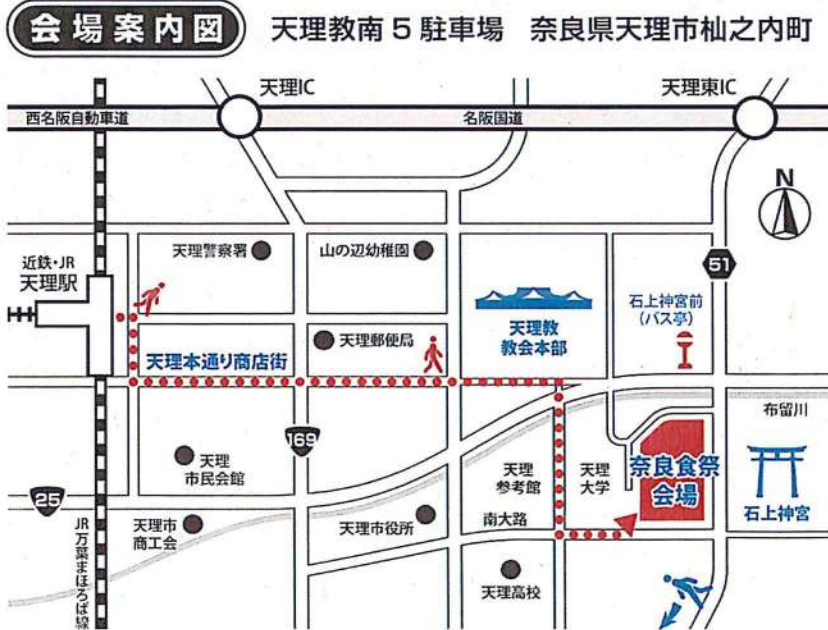 会場案内図
天理教南5駐車場 奈良県天理市杣之内町
天理IC
天理東IC
西名阪自動車道
名阪国道
N
天理警察署
山の辺幼稚園
51
近鉄・JR
天理駅
石上神宮前
(バス亭)
天理教
教会本部
天理郵便局
天理本通り商店街
布留川
169
天理
市民会館
天理
参考館
天理
大学
奈良食祭
会場
石上神宮
25
天理市
商工会
天理市役所
南大路
JR万葉まほろば線
天理高校